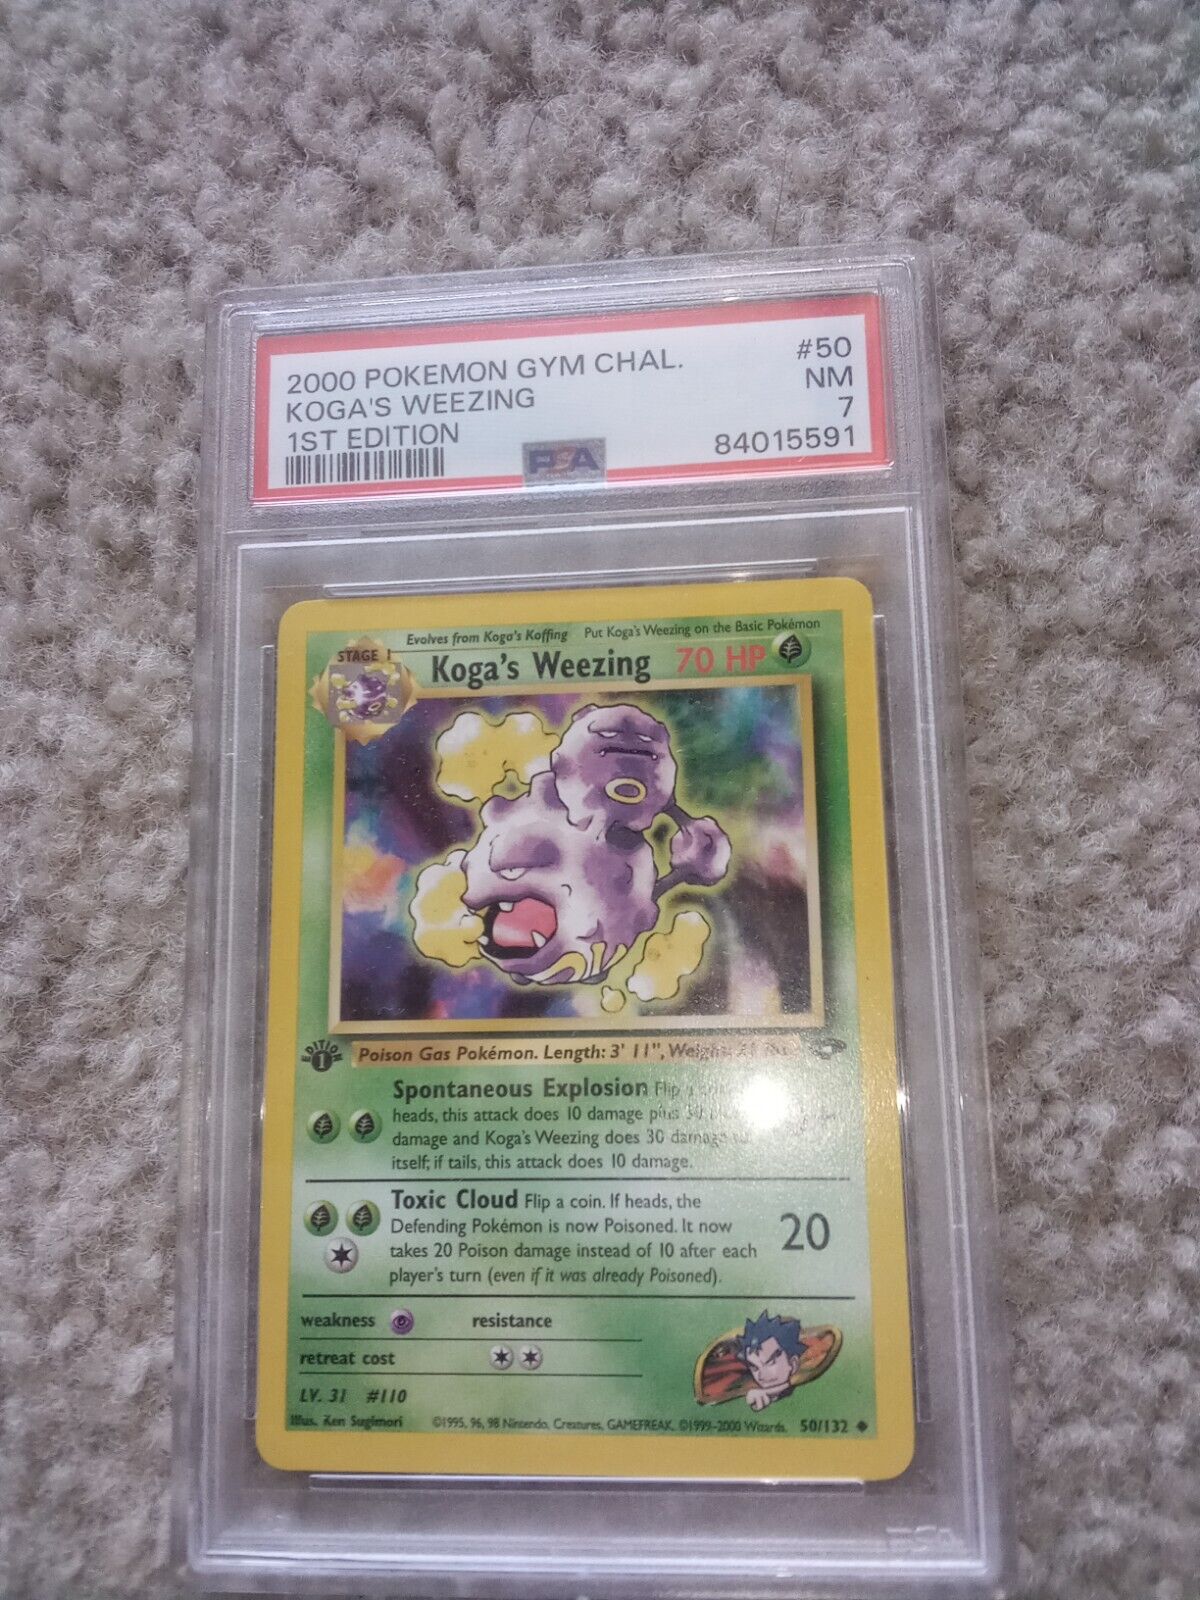 2000 POKEMON GYM CHAL. #50
KOGA'S WEEZING NM
1ST EDITION 7
PSA 84015591
Evolves from Koga's Koffing Put Koga's Weezing on the Basic Pokémon
STAGE 1 Koga's Weezing 70 HP
EDITION
1
Poison Gas Pokémon. Length: 3' 11", Weight:
Spontaneous Explosion Flip a
heads, this attack does 10 damage plus
damage and Koga's Weezing does 30 damage
itself; if tails, this attack does 10 damage.
Toxic Cloud Flip a coin. If heads, the
Defending Pokémon is now Poisoned. It now
takes 20 Poison damage instead of 10 after each
player's turn (even if it was already Poisoned).
20
weakness resistance
retreat cost
LV. 31 #110
Illus. Ken Sugimori ©1995, 96, 98 Nintendo, Creatures, GAMEFREAK. ©1999-2000 Wizards. 50/132